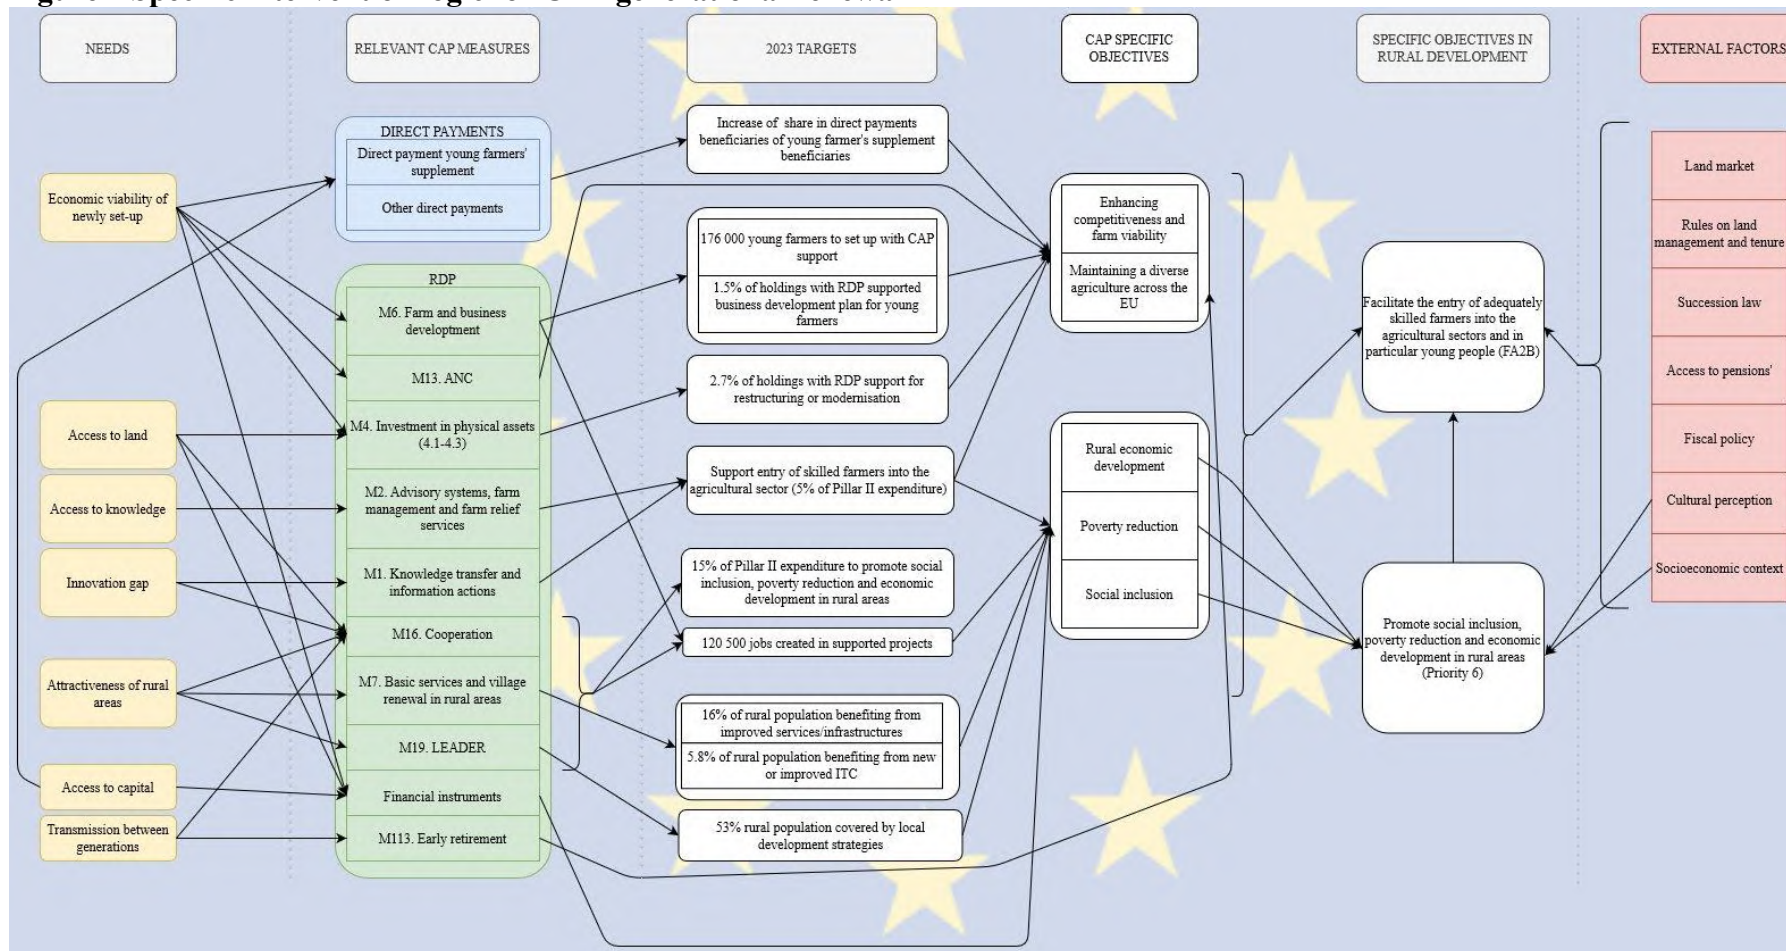 NEEDS
RELEVANT CAP MEASURES
2023 TARGETS
CAP SPECIFIC
OBJECTIVES
SPECIFIC OBJECTIVES IN
RURAL DEVELOPMENT
EXTERNAL FACTORS
Economic viability of
newly set-up
Access to land
Access to knowledge
Innovation gap
Attractiveness of rural
areas
Access to capital
Transmission between
generations
DIRECT PAYMENTS
Direct payment young farmers'
supplement
Other direct payments
RDP
M6. Farm and business
developtment
M13. ANC
M4. Investment in physical assets
(4.1-4.3)
M2. Advisory systems, farm
management and farm relief
services
M1. Knowledge transfer and
information actions
M16. Cooperation
M7. Basic services and village
renewal in rural areas
M19. LEADER
Financial instruments
M113. Early retirement
Increase of share in direct payments
beneficiaries of young farmer's supplement
beneficiaries
176 000 young farmers to set up with CAP
support
1.5% of holdings with RDP supported
business development plan for young
farmers
2.7% of holdings with RDP support for
restructuring or modernisation
Support entry of skilled farmers into the
agricultural sector (5% of Pillar II expenditure)
15% of Pillar II expenditure to promote social
inclusion, poverty reduction and economic
development in rural areas
120 500 jobs created in supported projects
16% of rural population benefiting from
improved services/infrastructures
5.8% of rural population benefiting from new
or improved ITC
53% rural population covered by local
development strategies
Enhancing
competitiveness and
farm viability
Maintaining a diverse
agriculture across the
EU
Rural economic
development
Poverty reduction
Social inclusion
Facilitate the entry of adequately
skilled farmers into the
agricultural sectors and in
particular young people (FA2B)
Promote social inclusion,
poverty reduction and economic
development in rural areas
(Priority 6)
Land market
Rules on land
management and tenure
Succession law
Access to pensions'
Fiscal policy
Cultural perception
Socioeconomic context